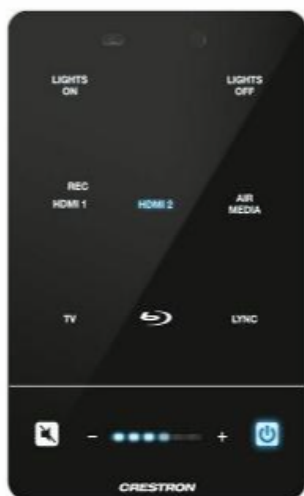 LIGHTS ON
LIGHTS OFF
REC
HDMI 1
HDMI 2
AIR MEDIA
TV
LYNC
- +
CRESTRON